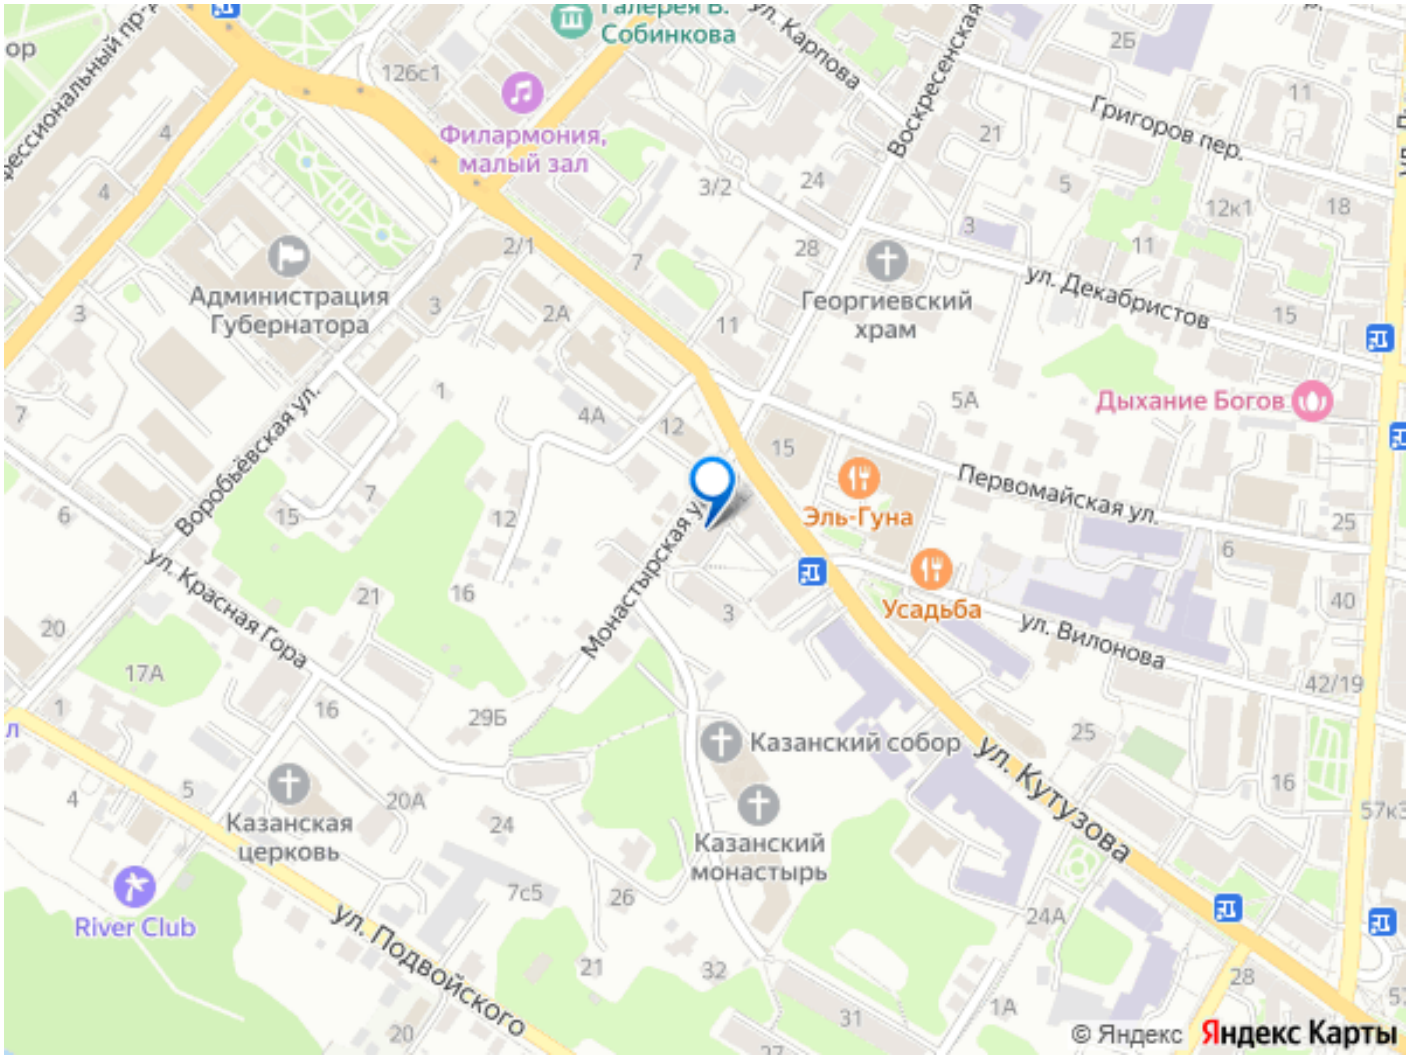 Галерея В.
Собинкова
ул. Карпова
Воскресенская
2Б
126с1
11
Григоров пер.
Филармония,
малый зал
21
4
4
3/2
24
5
12к1
18
3
11
28
2/1
7
Администрация
Губернатора
Георгиевский
храм
ул. Декабристов
3
3
2А
11
15
Воробьёвская ул.
1
4А
12
5А
Дыхание Богов
7
15
Первомайская ул.
7
6
15
12
Эль-Гуна
25
6
ул. Красная Гора
Монастырская ул.
21
16
3
Усадьба
ул. Вилонова
40
20
17А
42/19
1
16
29Б
Казанский собор
25
ул. Кутузова
16
л
4
5
20А
Казанская
церковь
24
Казанский
монастырь
57к3
River Club
7с5
26
24А
ул. Подвойского
21
32
28
20
31
1А
27
57
© Яндекс
Яндекс Карты